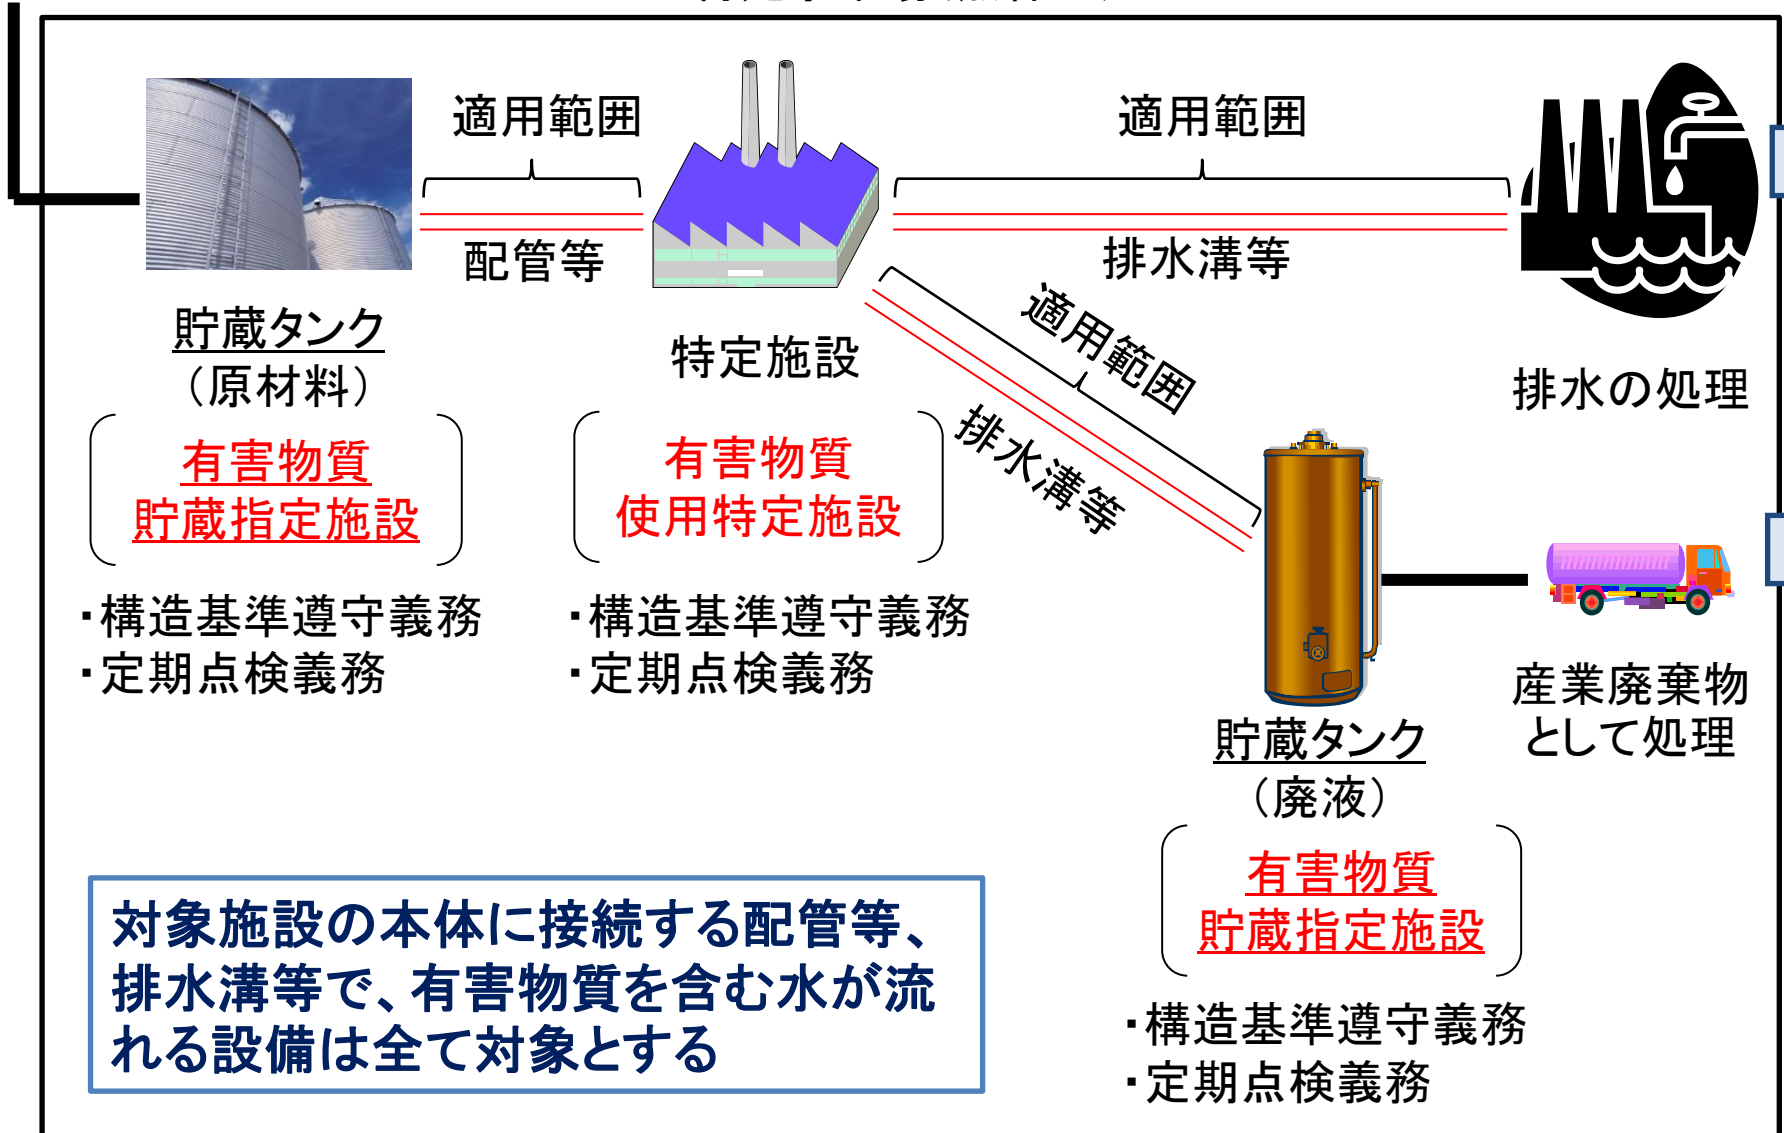 適用範囲
適用範囲
配管等
排水溝等
適用範囲
排水溝等
貯蔵タンク
（原材料）
有害物質
貯蔵指定施設
・構造基準遵守義務
・定期点検義務
特定施設
有害物質
使用特定施設
・構造基準遵守義務
・定期点検義務
排水の処理
産業廃棄物
として処理
貯蔵タンク
（廃液）
有害物質
貯蔵指定施設
・構造基準遵守義務
・定期点検義務
対象施設の本体に接続する配管等、
排水溝等で、有害物質を含む水が流
れる設備は全て対象とする